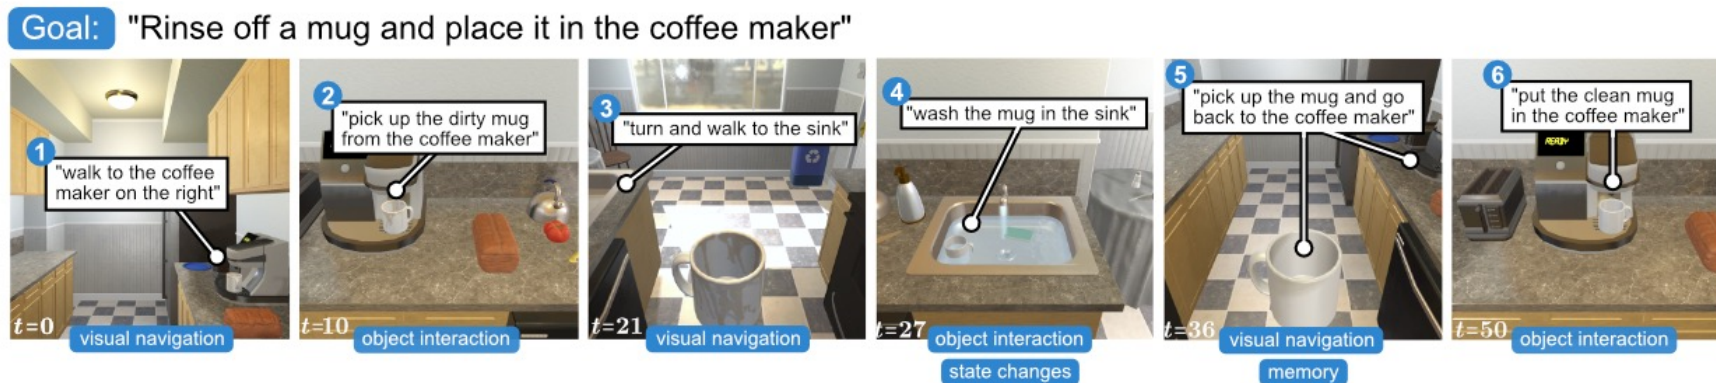 Goal: "Rinse off a mug and place it in the coffee maker"
1
"walk to the coffee
maker on the right"
t=0
visual navigation
2
"pick up the dirty mug
from the coffee maker"
t=10
object interaction
3
"turn and walk to the sink"
t=21
visual navigation
4
"wash the mug in the sink"
t=27
object interaction
state changes
5
"pick up the mug and go
back to the coffee maker"
t=36
visual navigation
memory
6
"put the clean mug
in the coffee maker"
READY
t=50
object interaction